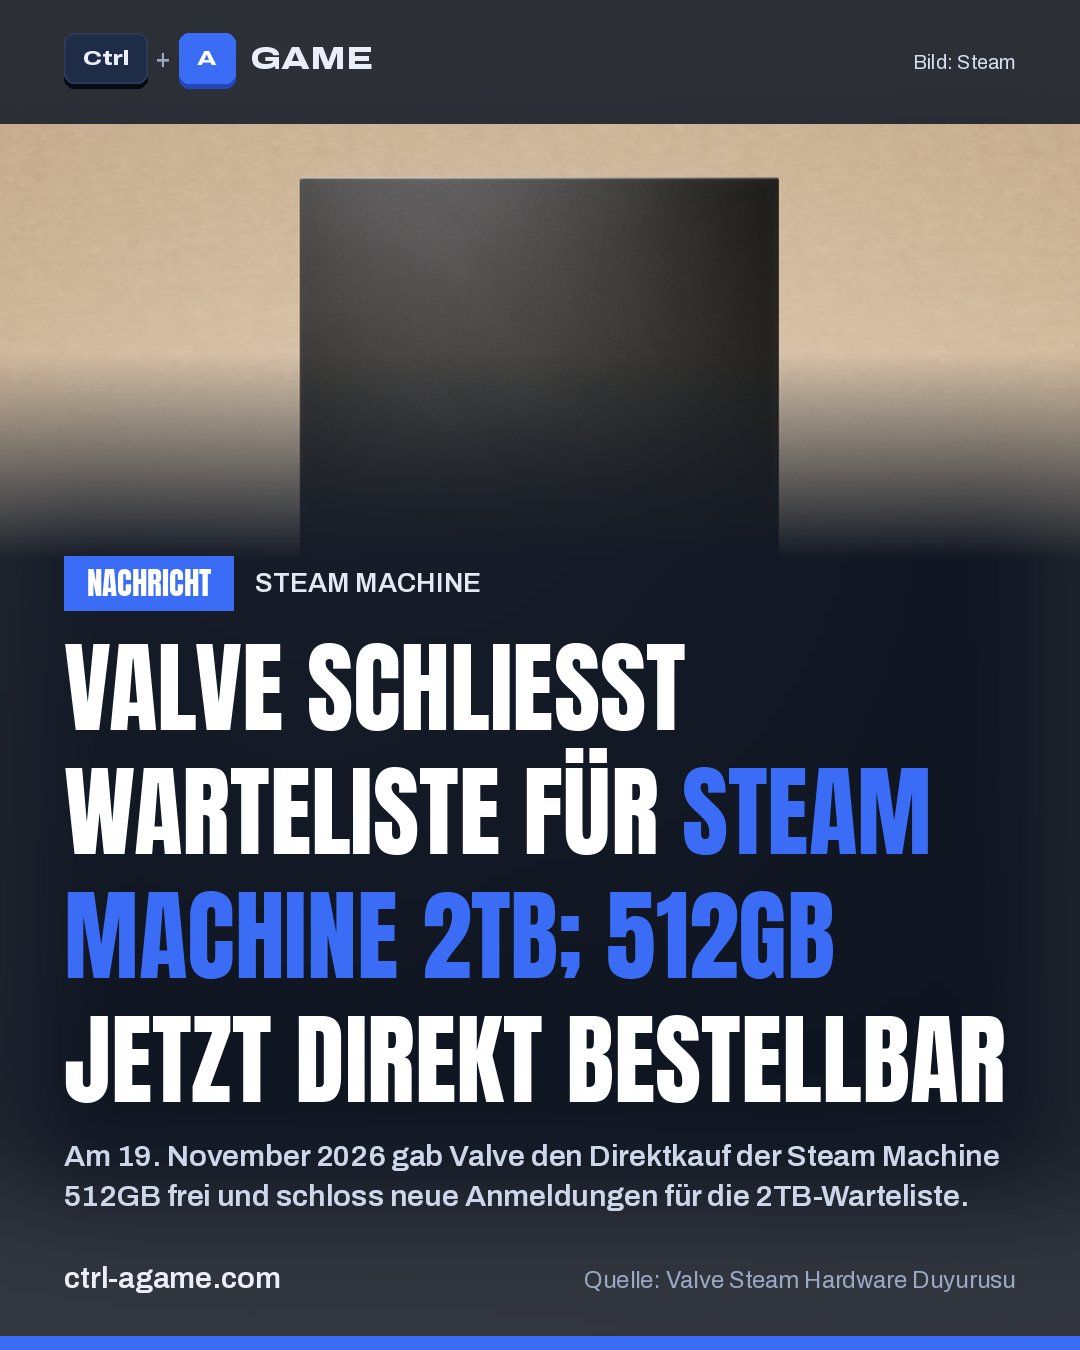 Ctrl + A GAME
Bild: Steam
NACHRICHT STEAM MACHINE
VALVE SCHLIESST
WARTELISTE FÜR STEAM
MACHINE 2TB; 512GB
JETZT DIREKT BESTELLBAR
Am 19. November 2026 gab Valve den Direktkauf der Steam Machine
512GB frei und schloss neue Anmeldungen für die 2TB-Warteliste.
ctrl-agame.com
Quelle: Valve Steam Hardware Duyurusu